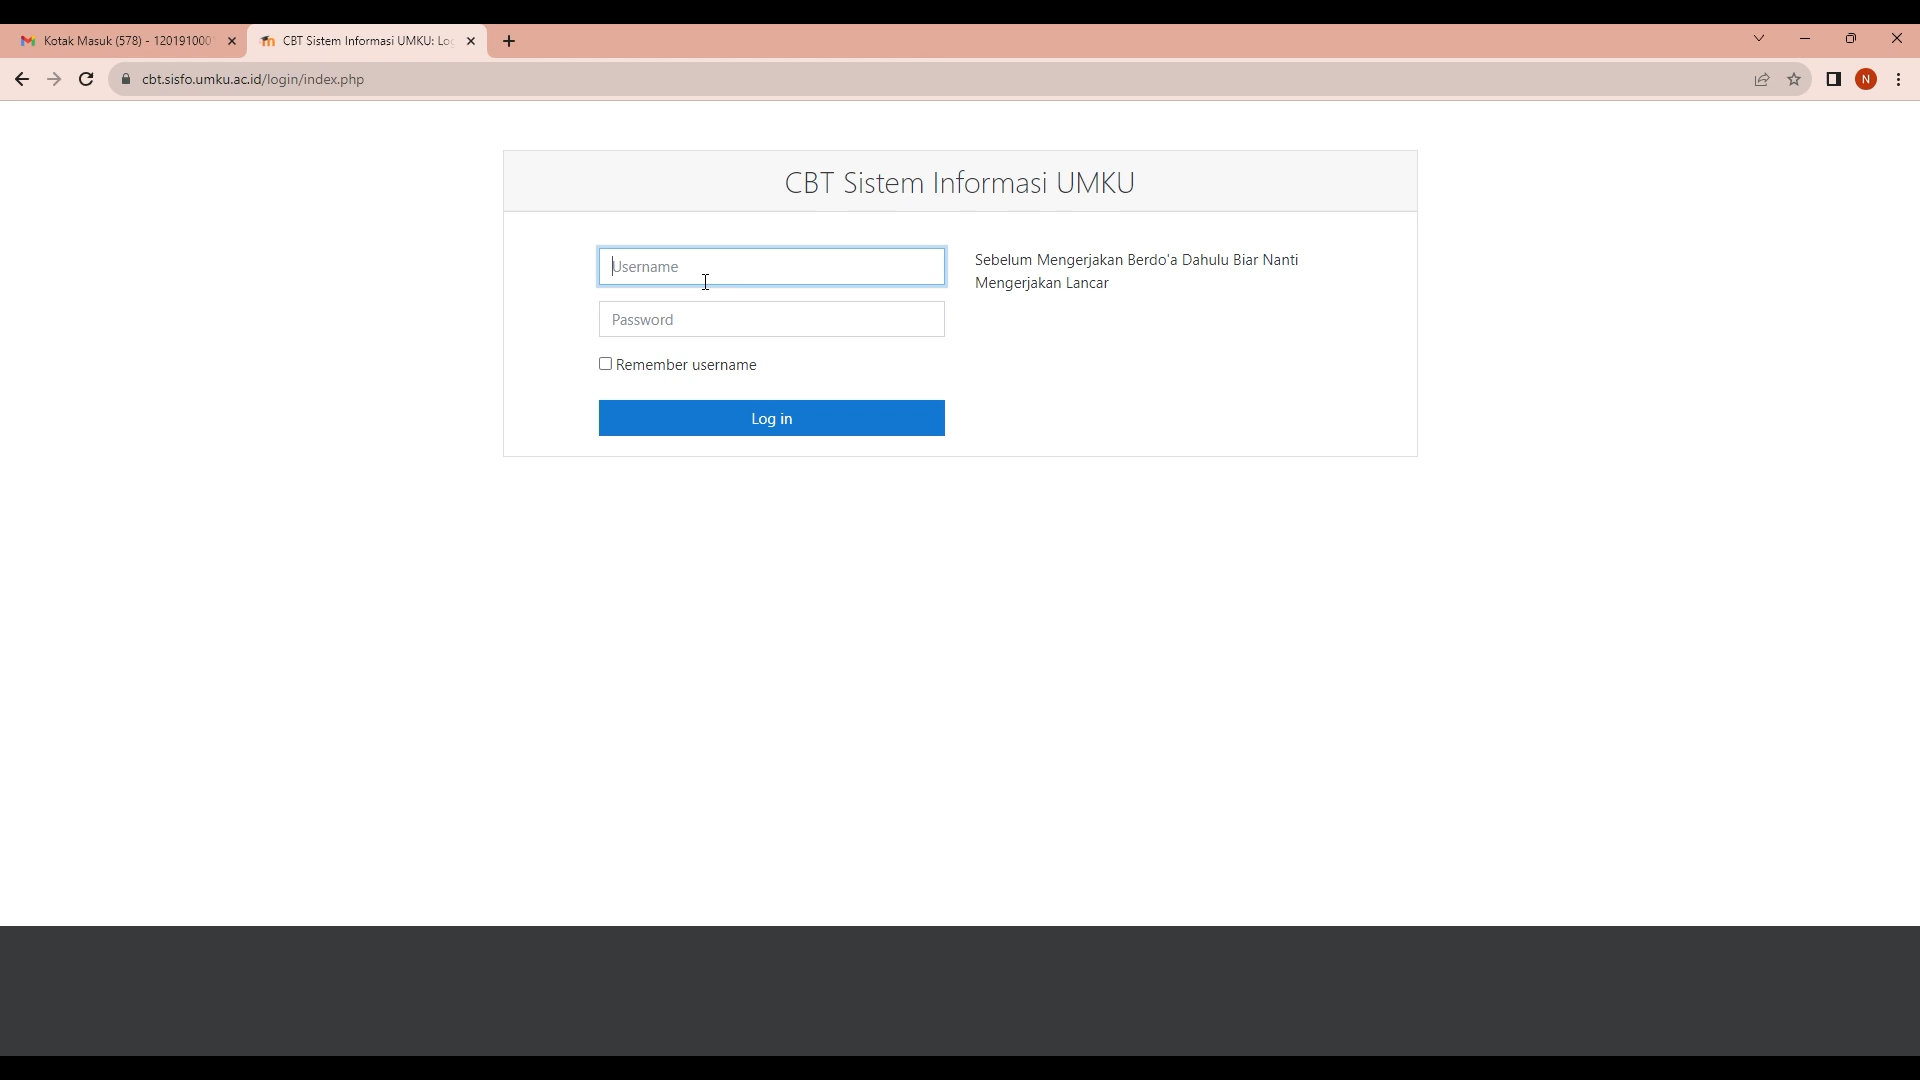 Kotak Masuk (578) - 120191000
CBT Sistem Informasi UMKU: Lo
cbt.sisfo.umku.ac.id/login/index.php
N
CBT Sistem Informasi UMKU
Username
Sebelum Mengerjakan Berdo'a Dahulu Biar Nanti
Mengerjakan Lancar
Password
Remember username
Log in